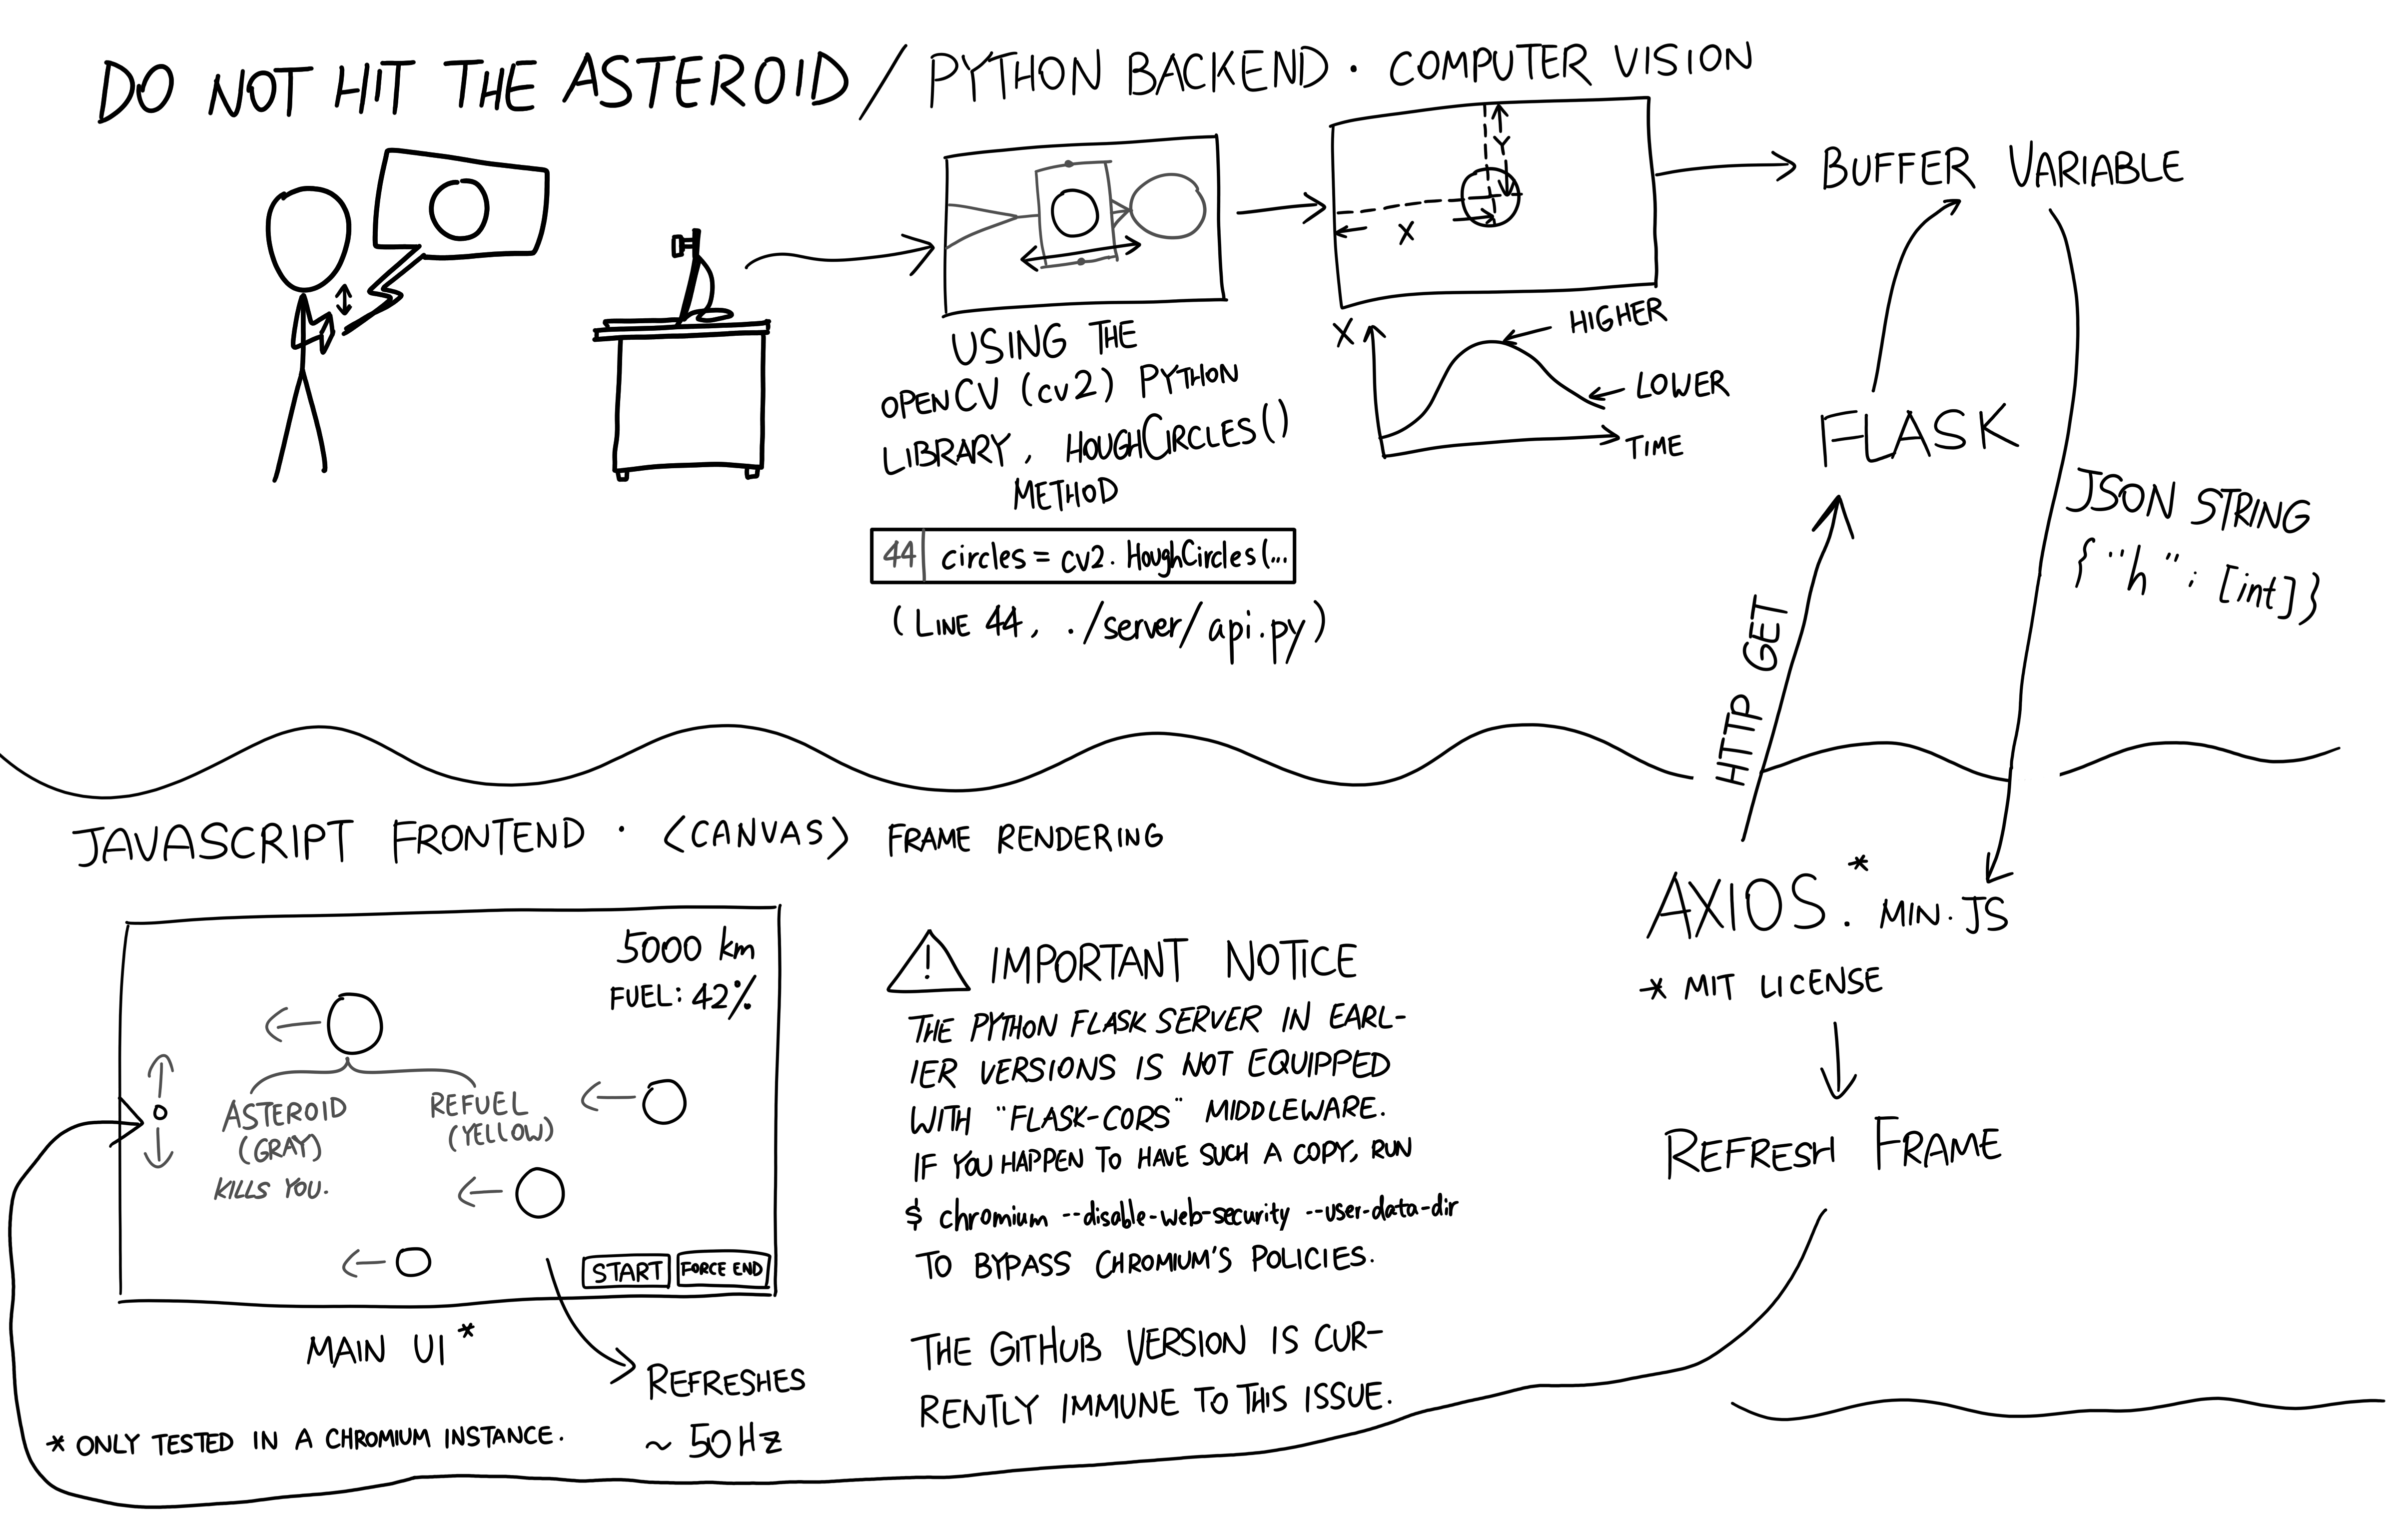 DO NOT HIT THE ASTEROID / PYTHON BACKEND · COMPUTER VISION
Y
X
BUFFER VARIABLE
USING THE
OPENCV (cv2) PYTHON
LIBRARY, HOUGHCIRCLES()
METHOD
44 circles = cv2. HoughCircles(...
(LINE 44, ./server/api.py)
X
HIGHER
LOWER
TIME
FLASK
JSON STRING
{ "h" : [int] }
HTTP GET
JAVASCRIPT FRONTEND · <CANVAS> FRAME RENDERING
5000 km
FUEL: 42%
ASTEROID
(GRAY)
KILLS YOU.
REFUEL
(YELLOW)
START
FORCE END
MAIN UI *
* ONLY TESTED IN A CHROMIUM INSTANCE.
REFRESHES
~ 50Hz
! IMPORTANT NOTICE
THE PYTHON FLASK SERVER IN EARL-
IER VERSIONS IS NOT EQUIPPED
WITH "FLASK-CORS" MIDDLEWARE.
IF YOU HAPPEN TO HAVE SUCH A COPY, RUN
$ chromium --disable-web-security --user-data-dir
TO BYPASS CHROMIUM'S POLICIES.
THE GITHUB VERSION IS CUR-
RENTLY IMMUNE TO THIS ISSUE.
AXIOS.* MIN.JS
* MIT LICENSE
REFRESH FRAME